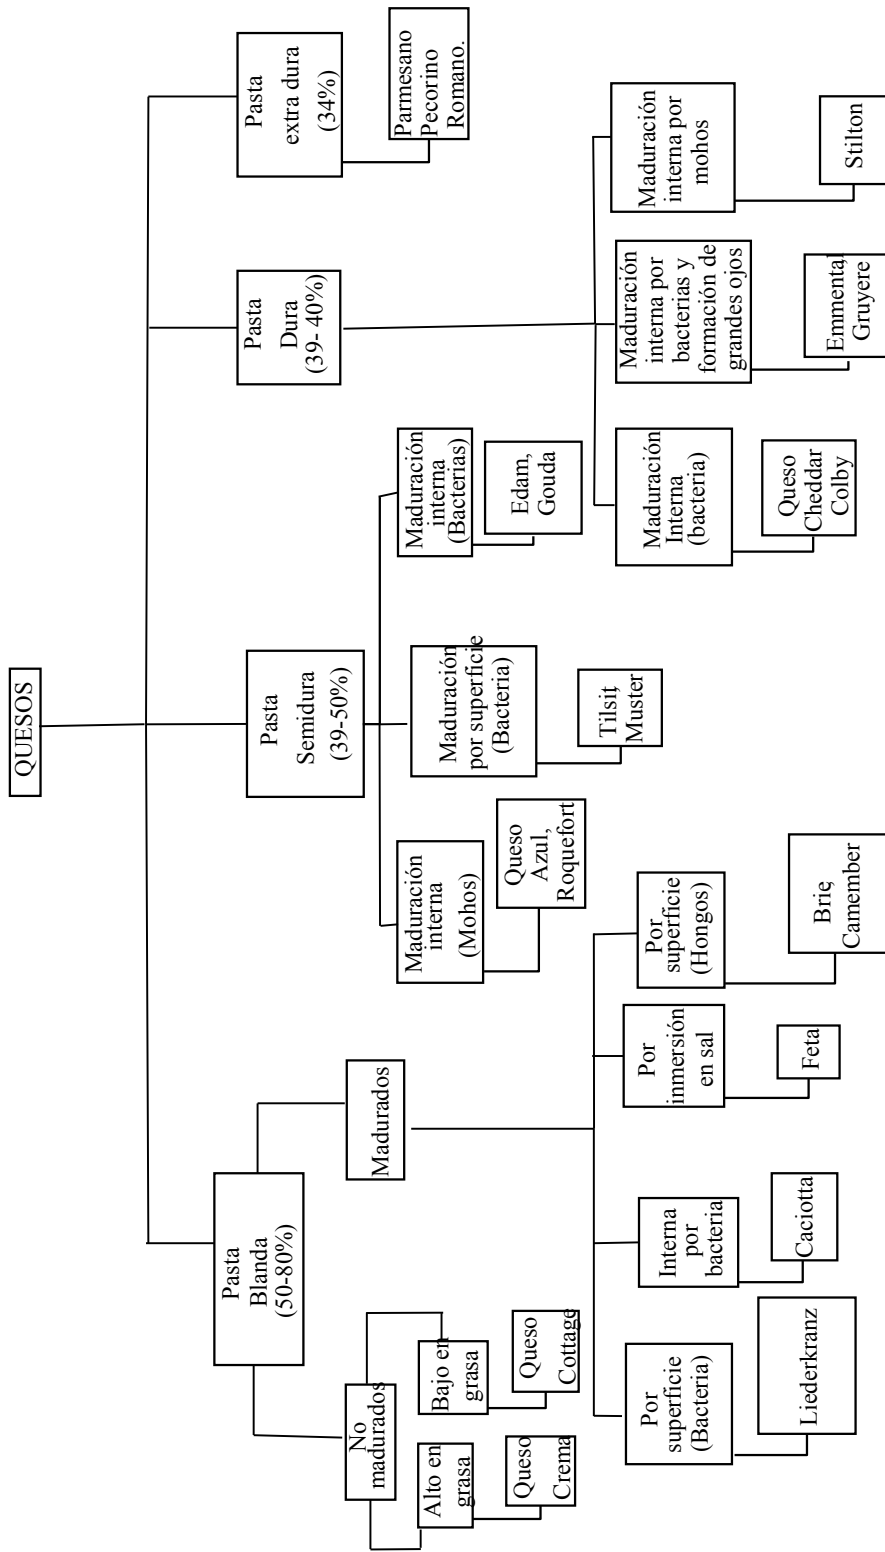 QUESOS
Pasta
Blanda
(50-80%)
Pasta
Semidura
(39-50%)
Pasta
Dura
(39- 40%)
Pasta
extra dura
(34%)
No
madurados
Madurados
Alto en
grasa
Queso
Crema
Bajo en
grasa
Queso
Cottage
Por
superficie
(Bacteria)
Liederkranz
Interna
por
bacteria
Caciotta
Por
inmersión
en sal
Feta
Por
superficie
(Hongos)
Brie,
Camember
Maduración
interna
(Mohos)
Queso
Azul,
Roquefort
Maduración
por superficie
(Bacteria)
Tilsit,
Muster
Maduración
interna
(Bacterias)
Edam,
Gouda
Maduración
Interna
(bacteria)
Queso
Cheddar
Colby
Maduración
interna por
bacterias y
formación de
grandes ojos
Emmental,
Gruyere
Maduración
interna por
mohos
Stilton
Parmesano
Pecorino
Romano.